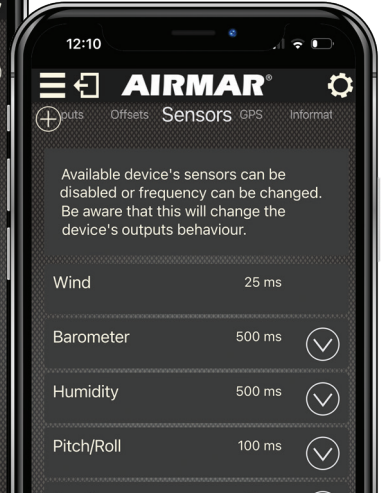 12:10
AIRMAR®
puts Offsets Sensors GPS Informat
Available device's sensors can be
disabled or frequency can be changed.
Be aware that this will change the
device's outputs behaviour.
Wind 25 ms
Barometer 500 ms
Humidity 500 ms
Pitch/Roll 100 ms